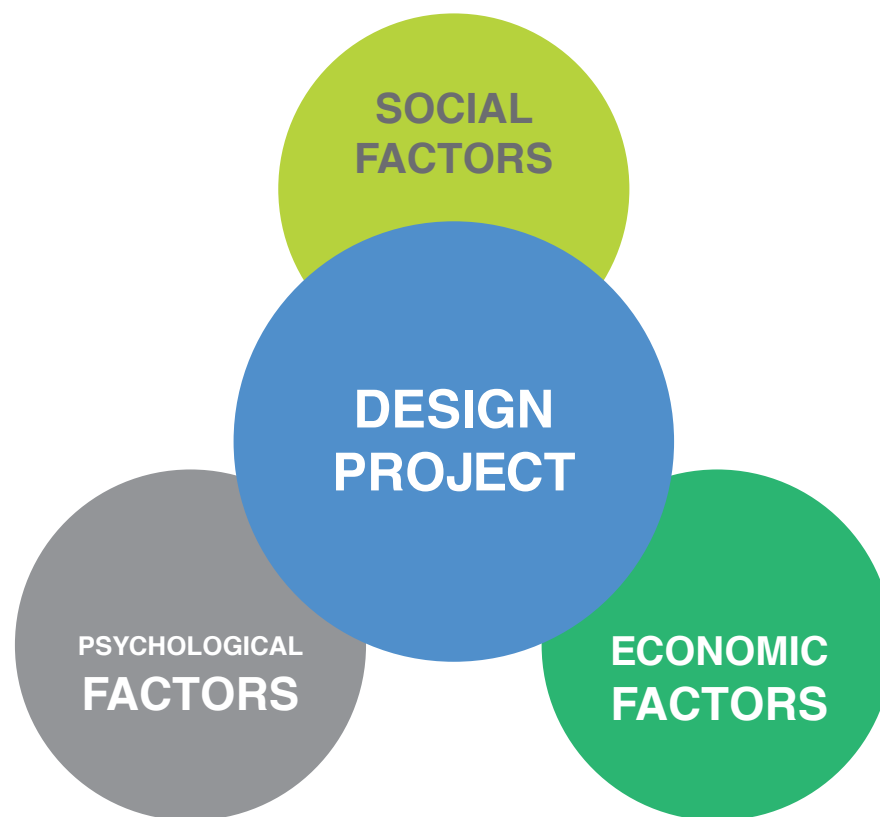 SOCIAL
FACTORS
DESIGN
PROJECT
PSYCHOLOGICAL
FACTORS
ECONOMIC
FACTORS